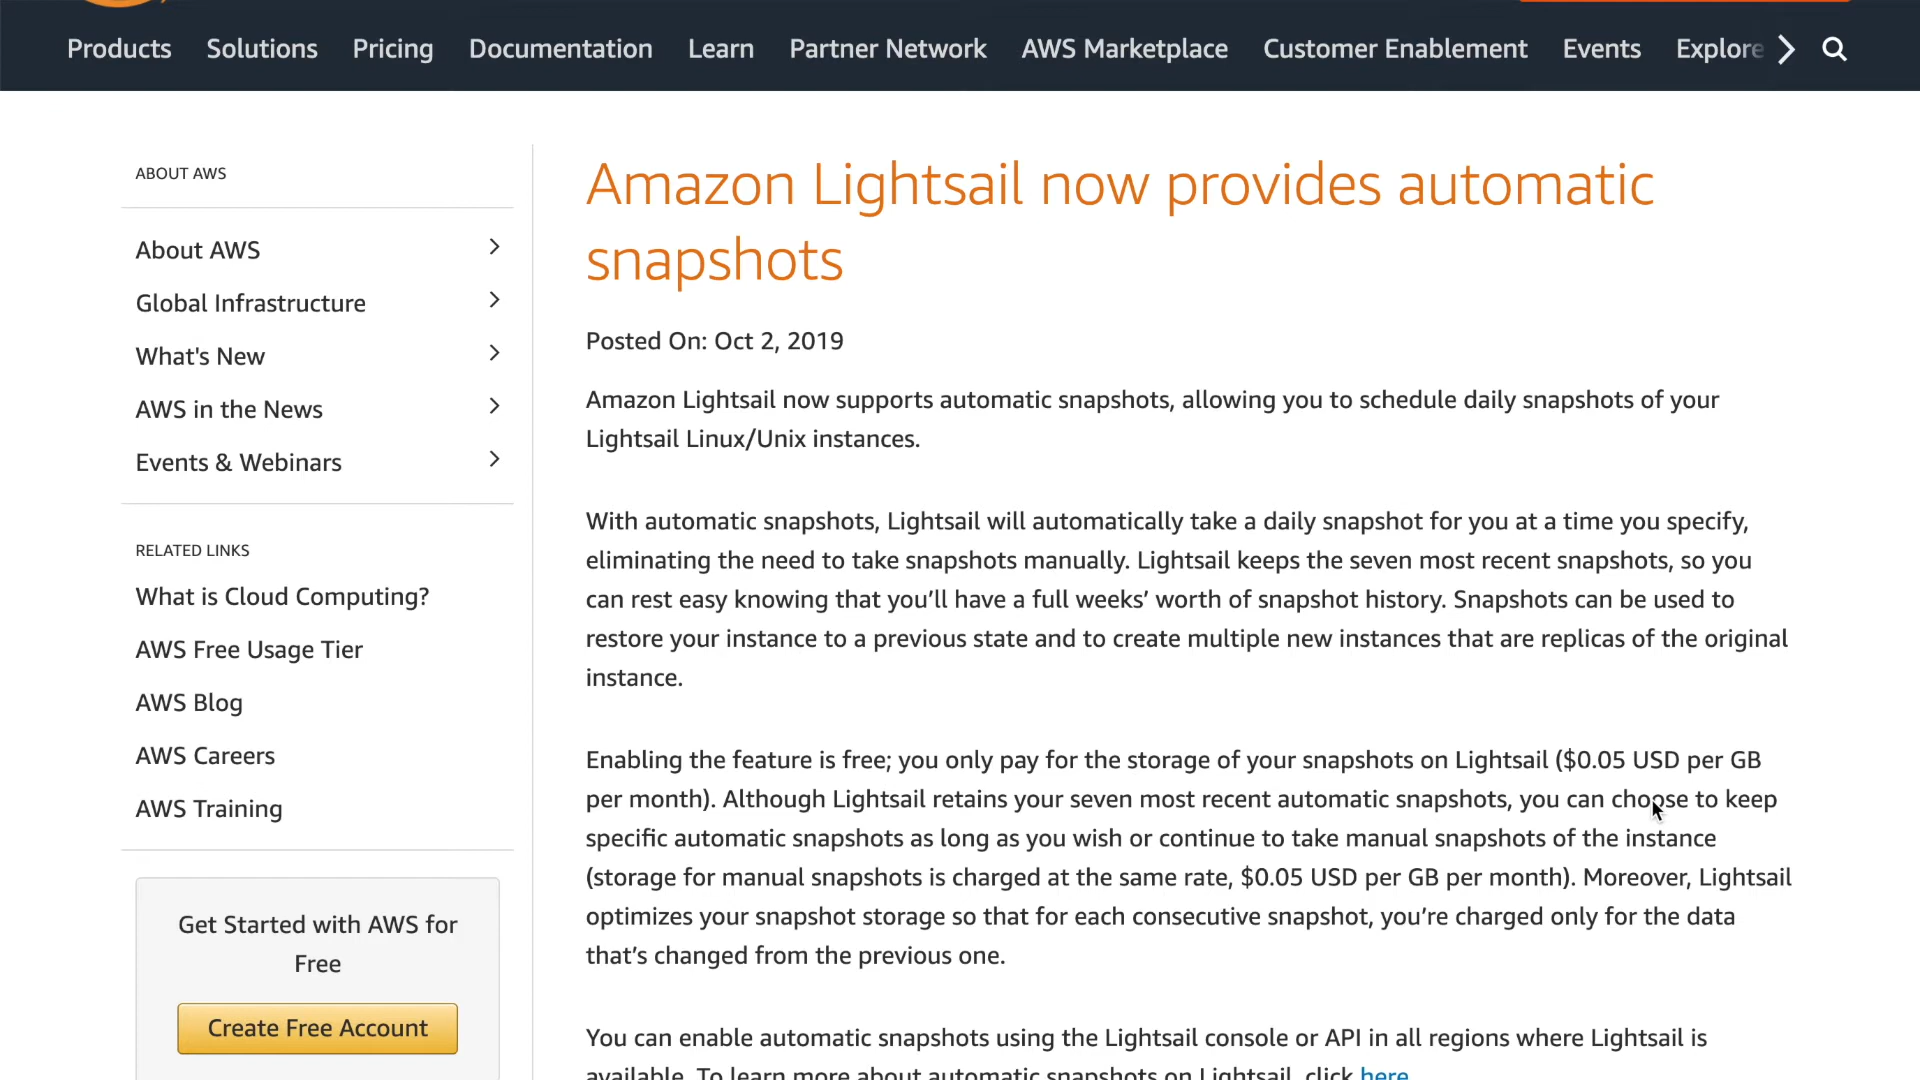 Products Solutions Pricing Documentation Learn Partner Network AWS Marketplace Customer Enablement Events Explore
ABOUT AWS
About AWS
Global Infrastructure
What's New
AWS in the News
Events & Webinars
RELATED LINKS
What is Cloud Computing?
AWS Free Usage Tier
AWS Blog
AWS Careers
AWS Training
Get Started with AWS for
Free
Create Free Account
Amazon Lightsail now provides automatic
snapshots
Posted On: Oct 2, 2019
Amazon Lightsail now supports automatic snapshots, allowing you to schedule daily snapshots of your
Lightsail Linux/Unix instances.
With automatic snapshots, Lightsail will automatically take a daily snapshot for you at a time you specify,
eliminating the need to take snapshots manually. Lightsail keeps the seven most recent snapshots, so you
can rest easy knowing that you’ll have a full weeks’ worth of snapshot history. Snapshots can be used to
restore your instance to a previous state and to create multiple new instances that are replicas of the original
instance.
Enabling the feature is free; you only pay for the storage of your snapshots on Lightsail ($0.05 USD per GB
per month). Although Lightsail retains your seven most recent automatic snapshots, you can choose to keep
specific automatic snapshots as long as you wish or continue to take manual snapshots of the instance
(storage for manual snapshots is charged at the same rate, $0.05 USD per GB per month). Moreover, Lightsail
optimizes your snapshot storage so that for each consecutive snapshot, you’re charged only for the data
that’s changed from the previous one.
You can enable automatic snapshots using the Lightsail console or API in all regions where Lightsail is
available. To learn more about automatic snapshots on Lightsail, click here